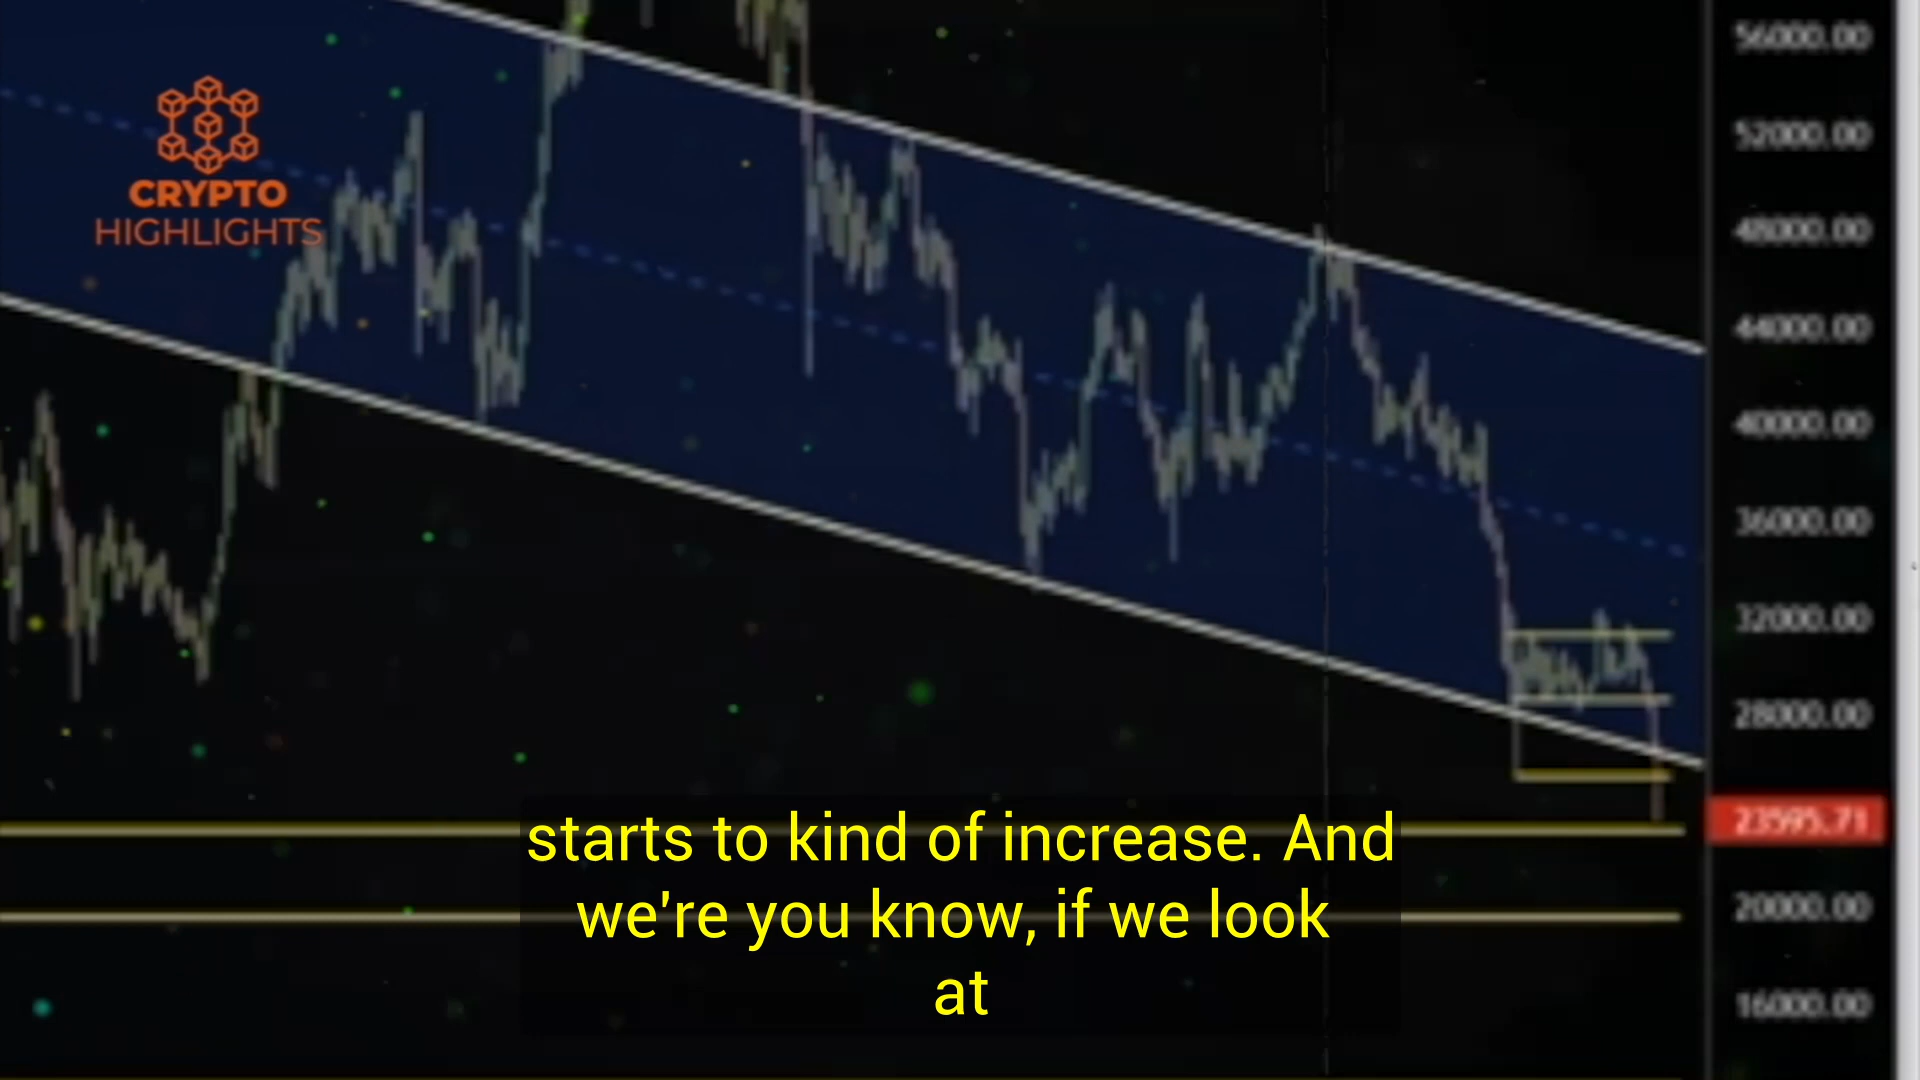 56000.00
CRYPTO
HIGHLIGHTS
52000.00
48000.00
44000.00
40000.00
36000.00
32000.00
28000.00
23595.71
20000.00
16000.00
starts to kind of increase. And
we're you know, if we look
at